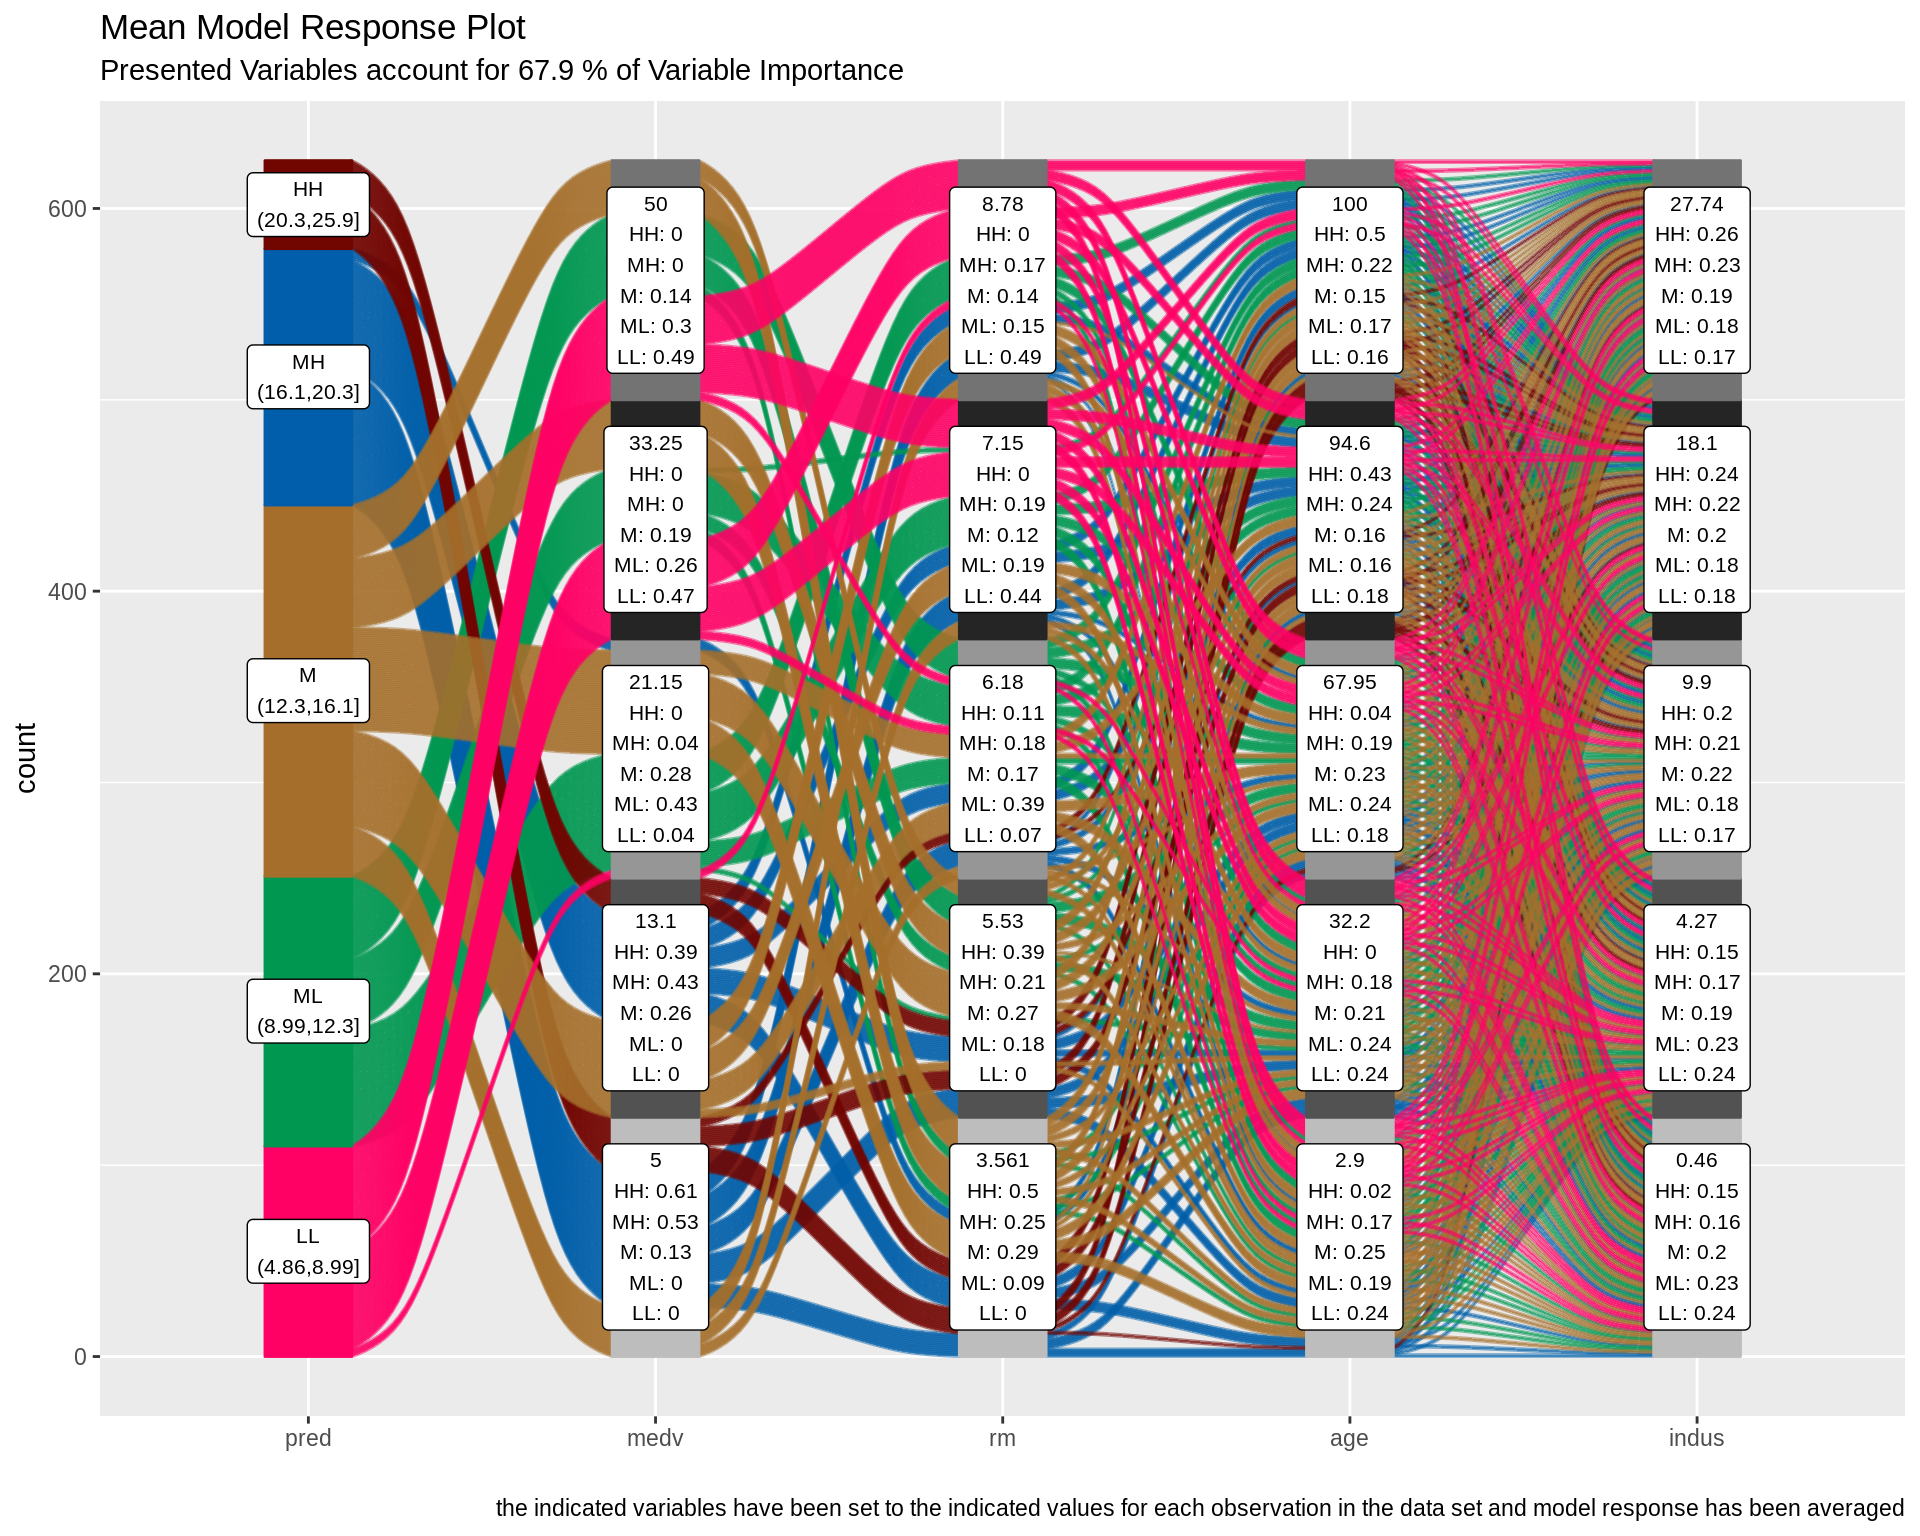 Mean Model Response Plot
Presented Variables account for 67.9 % of Variable Importance
count
600
400
200
0
HH
(20.3,25.9]
MH
(16.1,20.3]
M
(12.3,16.1]
ML
(8.99,12.3]
LL
(4.86,8.99]
50
HH: 0
MH: 0
M: 0.14
ML: 0.3
LL: 0.49
33.25
HH: 0
MH: 0
M: 0.19
ML: 0.26
LL: 0.47
21.15
HH: 0
MH: 0.04
M: 0.28
ML: 0.43
LL: 0.04
13.1
HH: 0.39
MH: 0.43
M: 0.26
ML: 0
LL: 0
5
HH: 0.61
MH: 0.53
M: 0.13
ML: 0
LL: 0
8.78
HH: 0
MH: 0.17
M: 0.14
ML: 0.15
LL: 0.49
7.15
HH: 0
MH: 0.19
M: 0.12
ML: 0.19
LL: 0.44
6.18
HH: 0.11
MH: 0.18
M: 0.17
ML: 0.39
LL: 0.07
5.53
HH: 0.39
MH: 0.21
M: 0.27
ML: 0.18
LL: 0
3.561
HH: 0.5
MH: 0.25
M: 0.29
ML: 0.09
LL: 0
100
HH: 0.5
MH: 0.22
M: 0.15
ML: 0.17
LL: 0.16
94.6
HH: 0.43
MH: 0.24
M: 0.16
ML: 0.16
LL: 0.18
67.95
HH: 0.04
MH: 0.19
M: 0.23
ML: 0.24
LL: 0.18
32.2
HH: 0
MH: 0.18
M: 0.21
ML: 0.24
LL: 0.24
2.9
HH: 0.02
MH: 0.17
M: 0.25
ML: 0.19
LL: 0.24
27.74
HH: 0.26
MH: 0.23
M: 0.19
ML: 0.18
LL: 0.17
18.1
HH: 0.24
MH: 0.22
M: 0.2
ML: 0.18
LL: 0.18
9.9
HH: 0.2
MH: 0.21
M: 0.22
ML: 0.18
LL: 0.17
4.27
HH: 0.15
MH: 0.17
M: 0.19
ML: 0.23
LL: 0.24
0.46
HH: 0.15
MH: 0.16
M: 0.2
ML: 0.23
LL: 0.24
pred
medv
rm
age
indus
the indicated variables have been set to the indicated values for each observation in the data set and model response has been averaged